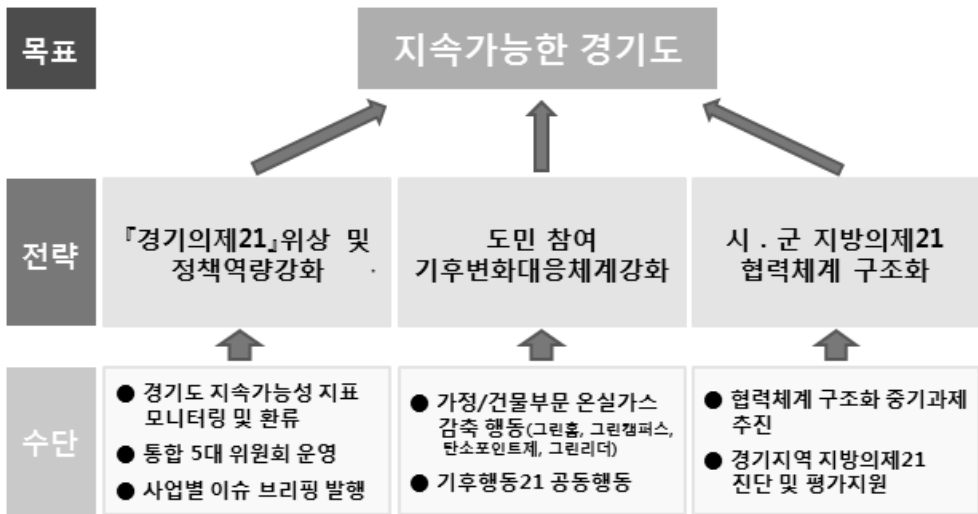 목표
지속가능한 경기도
전략
『경기의제21』위상 및
정책역량강화
도민 참여
기후변화대응체계강화
시 . 군 지방의제21
협력체계 구조화
수단
● 경기도 지속가능성 지표
모니터링 및 환류
● 통합 5대 위원회 운영
● 사업별 이슈 브리핑 발행
● 가정/건물부문 온실가스
감축 행동(그린홈, 그린캠퍼스,
탄소포인트제, 그린리더)
● 기후행동21 공동행동
● 협력체계 구조화 중기과제
추진
● 경기지역 지방의제21
진단 및 평가지원